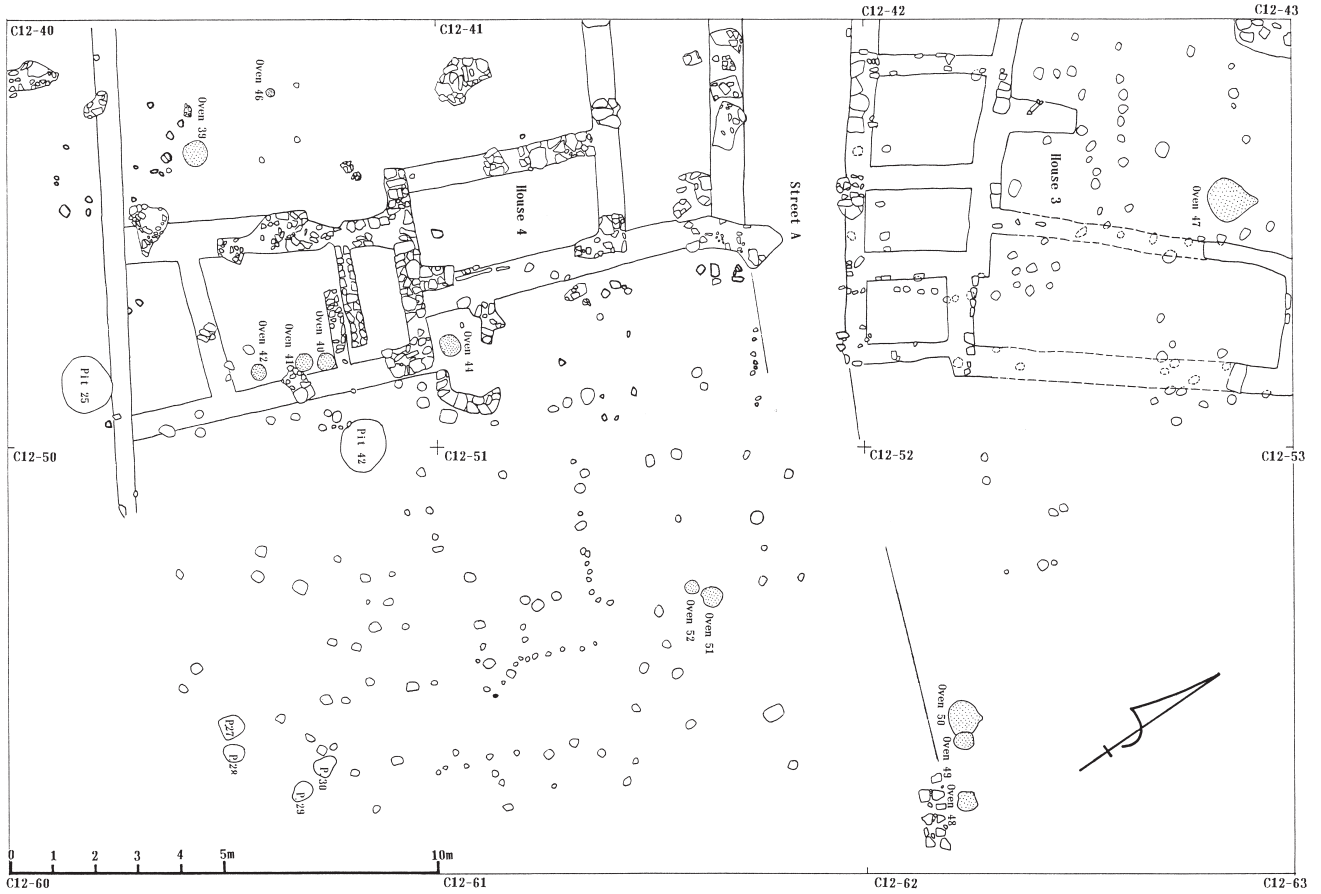 C12-40
C12-41
C12-42
C12-43
Oven 46
Oven 39
House 4
Street A
House 3
Oven 47
Oven 42
Oven 41
Oven 40
Oven 44
Pit 25
Pit 42
C12-50
C12-51
C12-52
C12-53
Oven 52
Oven 51
Oven 50
Oven 49
Oven 48
P27
P28
P30
P29
0 1 2 3 4 5m 10m
C12-60
C12-61
C12-62
C12-63